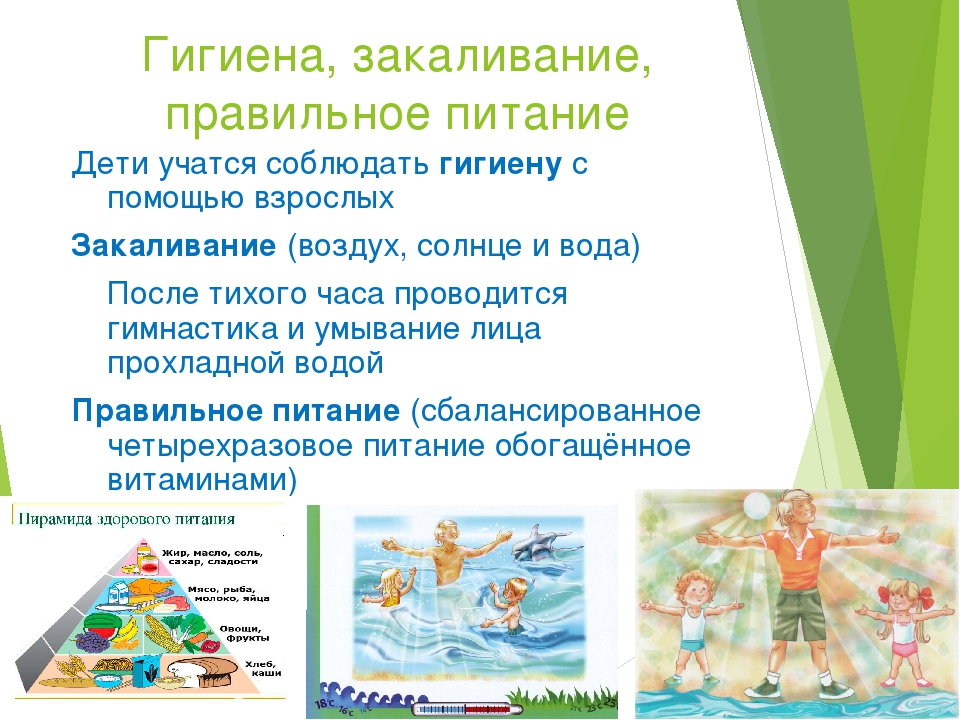 Гигиена, закаливание,
правильное питание
Дети учатся соблюдать гигиену с
помощью взрослых
Закаливание (воздух, солнце и вода)
После тихого часа проводится
гимнастика и умывание лица
прохладной водой
Правильное питание (сбалансированное
четырехразовое питание обогащённое
витаминами)
Пирамида здорового питания
Жир, масло, соль,
сахар, сладости
Мясо, рыба,
молоко, яйца
Овощи,
фрукты
Хлеб,
каши
18°C 16°C 23°C 25°C